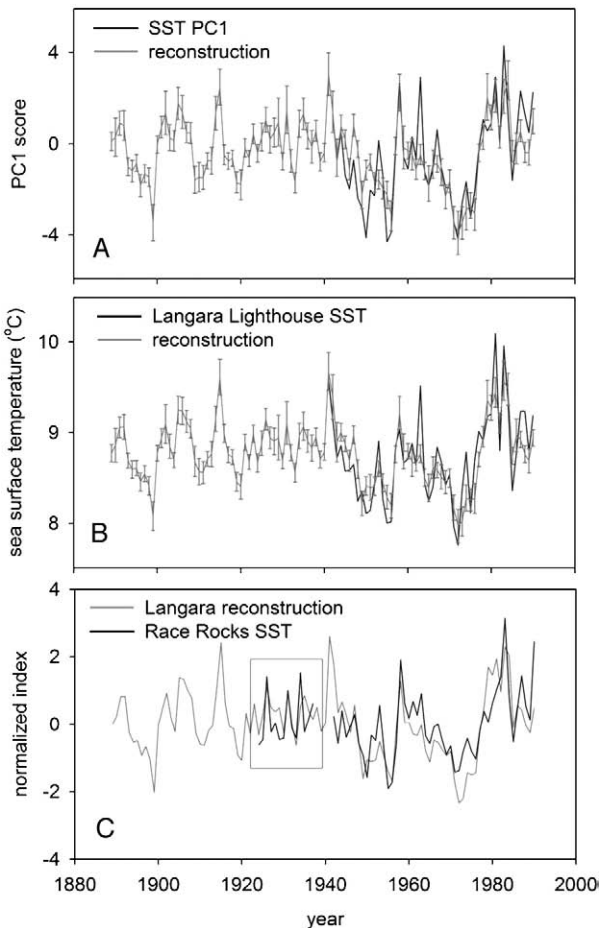 SST PC1
reconstruction
4
0
-4
PC1 score
A
Langara Lighthouse SST
reconstruction
10
9
8
sea surface temperature (°C)
B
4
Langara reconstruction
Race Rocks SST
2
0
-2
-4
normalized index
C
1880 1900 1920 1940 1960 1980 2000
year